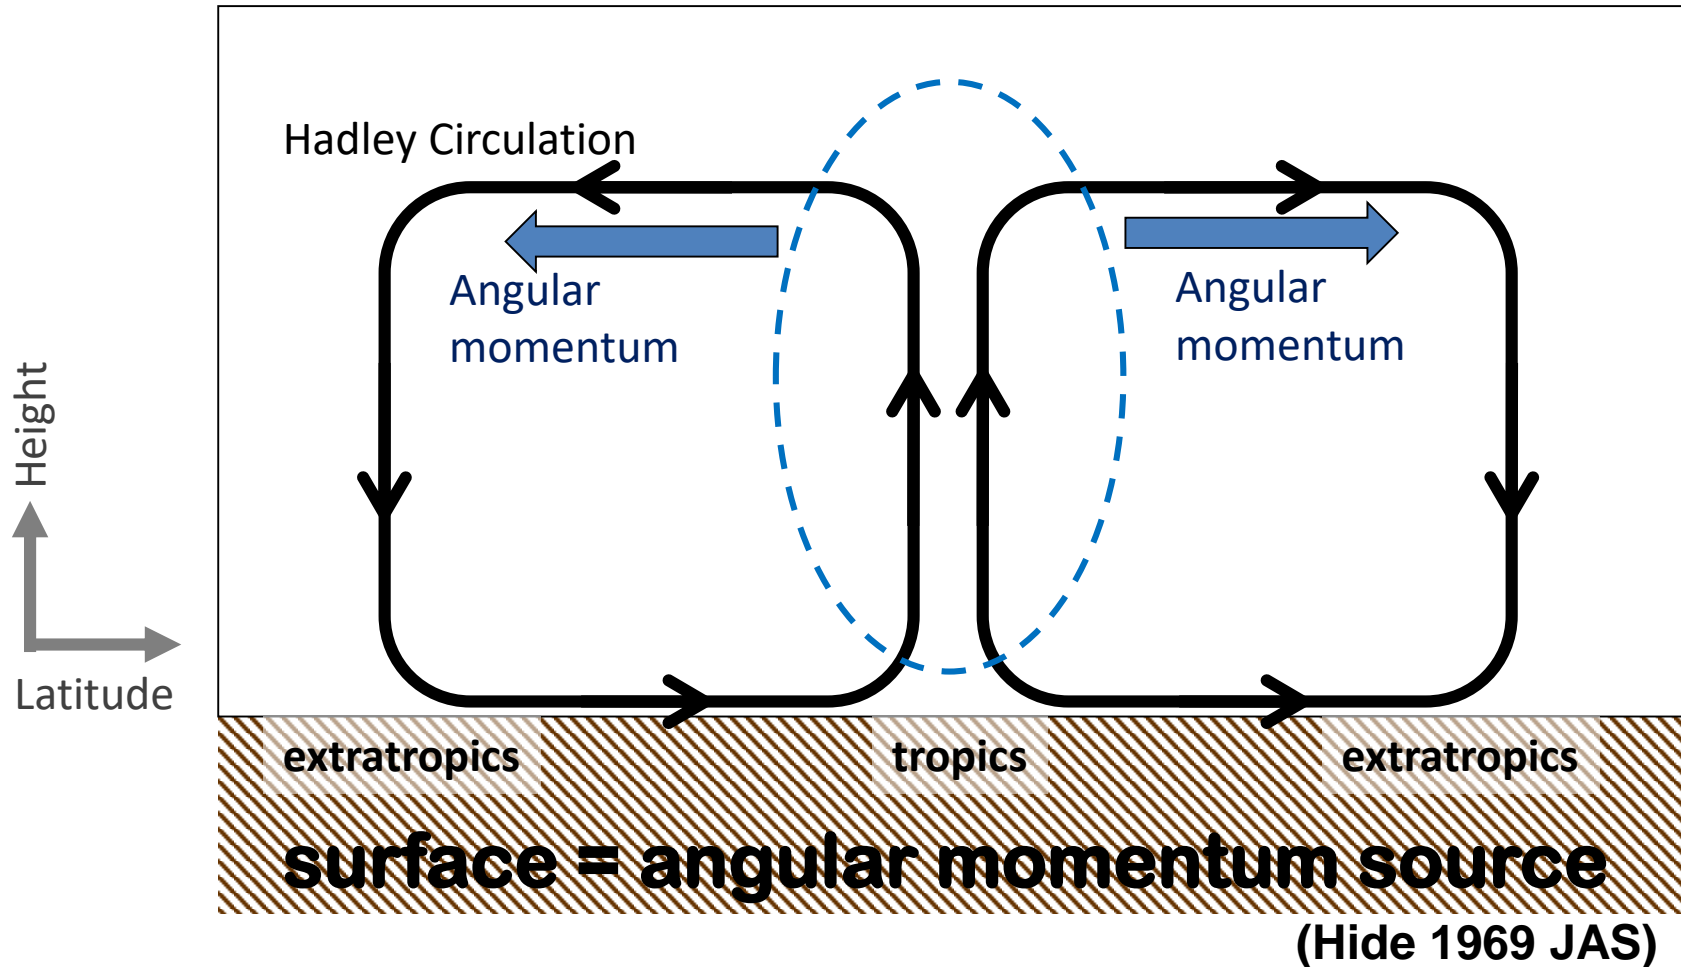 Hadley Circulation
Angular
momentum
Angular
momentum
Height
Latitude
extratropics
tropics
extratropics
surface = angular momentum source
(Hide 1969 JAS)